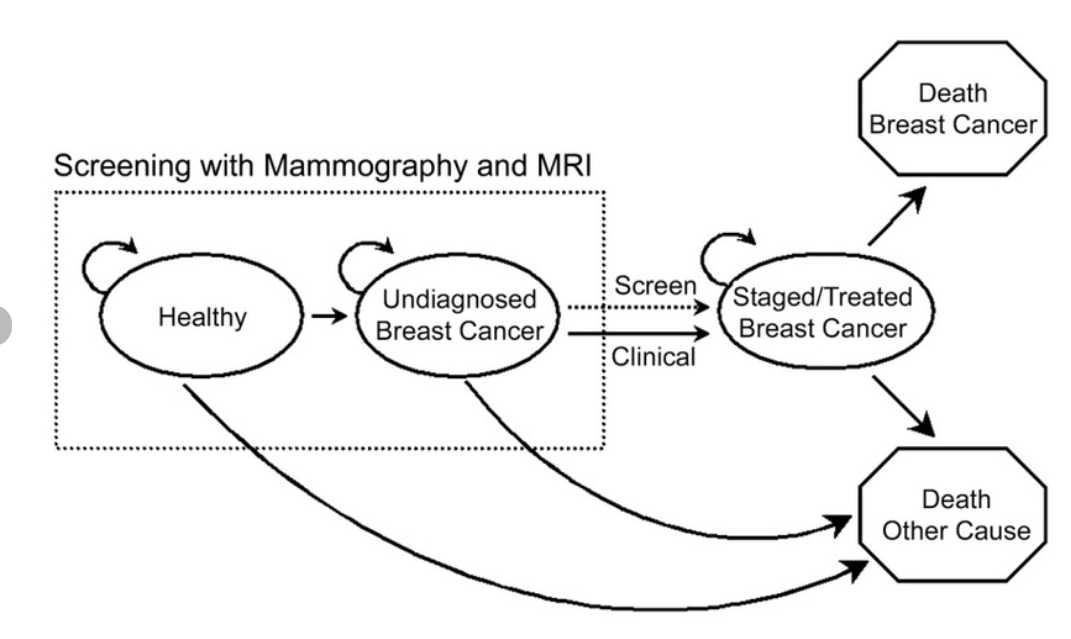 Death
Breast Cancer
Screening with Mammography and MRI
Healthy
Undiagnosed
Breast Cancer
Screen
Clinical
Staged/Treated
Breast Cancer
Death
Other Cause